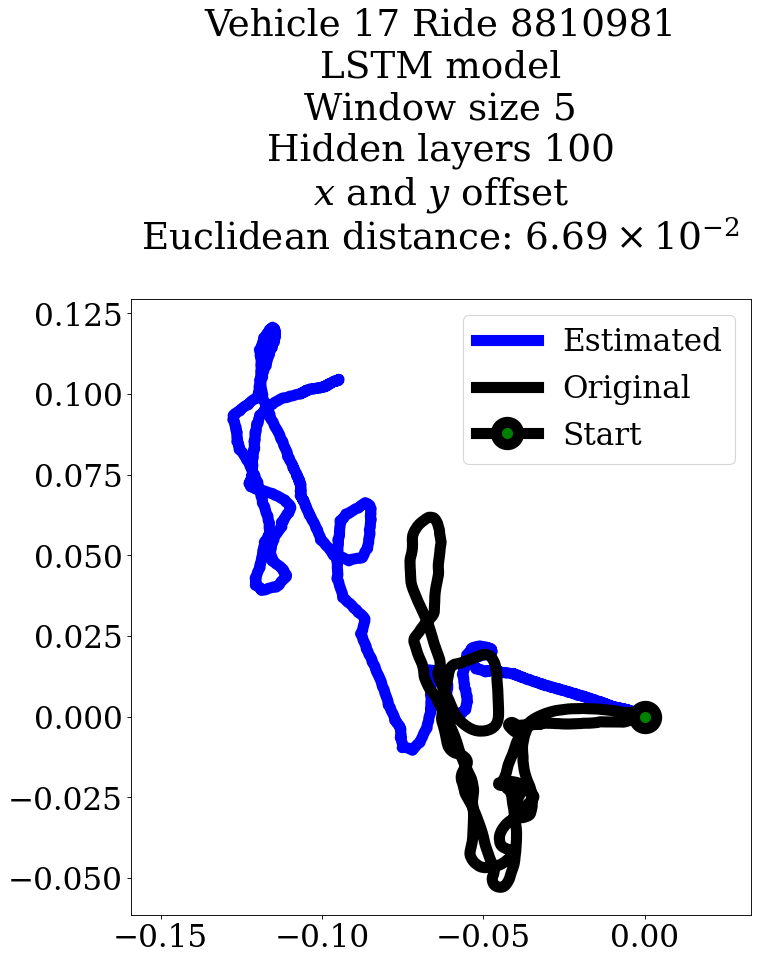 Vehicle 17 Ride 8810981
LSTM model
Window size 5
Hidden layers 100
x and y offset
Euclidean distance: 6.69 × 10⁻²
Estimated
Original
Start
0.125
0.100
0.075
0.050
0.025
0.000
−0.025
−0.050
−0.15 −0.10 −0.05 0.00